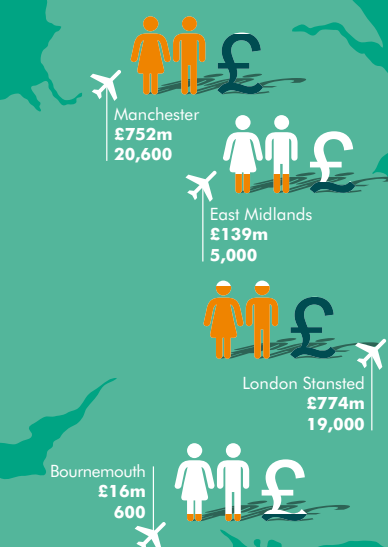 £
Manchester
£752m
20,600
£
East Midlands
£139m
5,000
£
London Stansted
£774m
19,000
£
Bournemouth
£16m
600